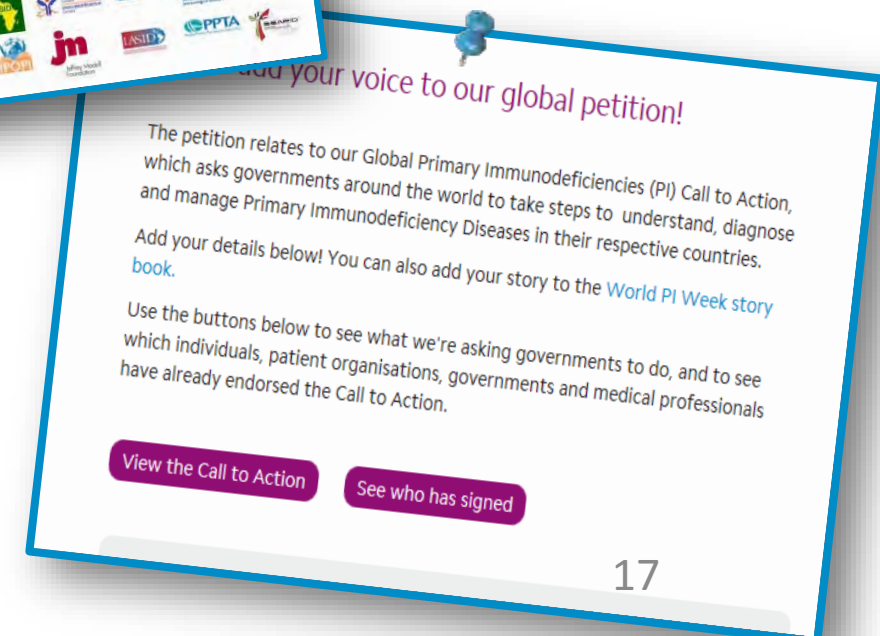 jm
Jeffrey Modell
Foundation
LASID
PPTA
add your voice to our global petition!
The petition relates to our Global Primary Immunodeficiencies (PI) Call to Action,
which asks governments around the world to take steps to understand, diagnose
and manage Primary Immunodeficiency Diseases in their respective countries.
Add your details below! You can also add your story to the World PI Week story
book.
Use the buttons below to see what we're asking governments to do, and to see
which individuals, patient organisations, governments and medical professionals
have already endorsed the Call to Action.
View the Call to Action
See who has signed
17